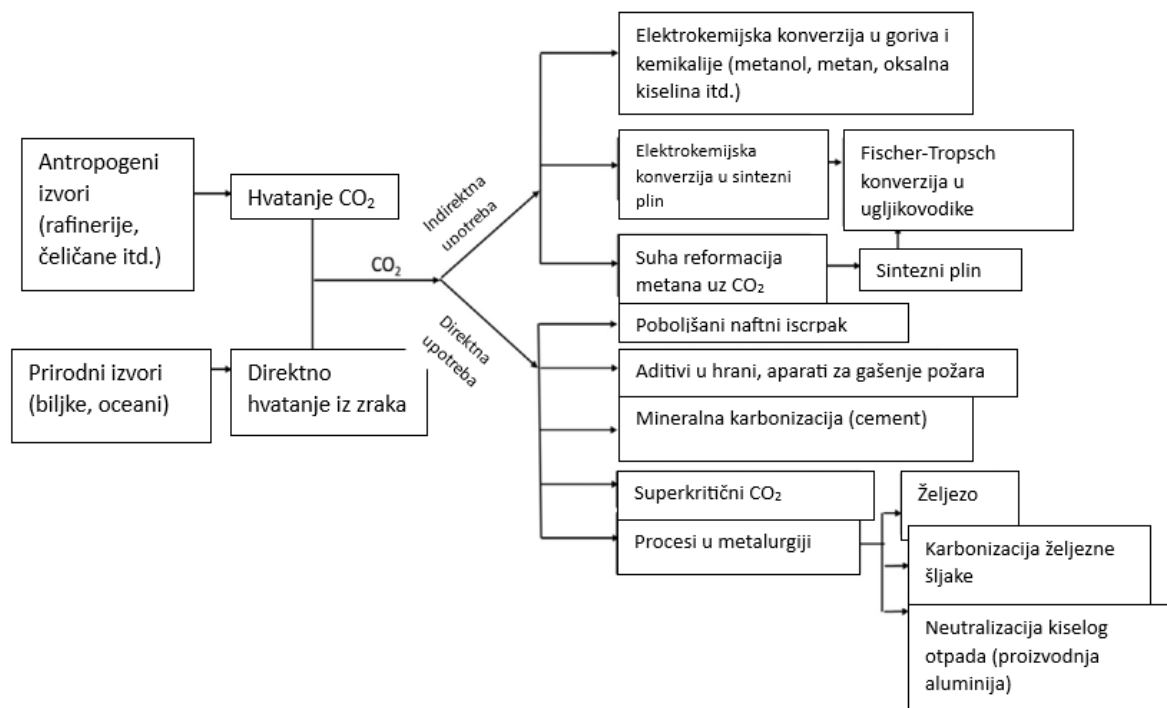 Antropogeni
izvori
(rafinerije,
čeličane itd.)
Hvatanje CO₂
Prirodni izvori
(biljke, oceani)
Direktno
hvatanje iz zraka
CO₂
Indirektna
upotreba
Direktna
upotreba
Elektrokemijska konverzija u goriva i
kemikalije (metanol, metan, oksalna
kiselina itd.)
Elektrokemijska
konverzija u sintezni
plin
Fischer-Tropsch
konverzija u
ugljikovodike
Suha reformacija
metana uz CO₂
Sintezni plin
Poboljšani naftni iscrpak
Aditivi u hrani, aparati za gašenje požara
Mineralna karbonizacija (cement)
Superkritični CO₂
Procesi u metalurgiji
Željezo
Karbonizacija željezne
šljake
Neutralizacija kiselog
otpada (proizvodnja
aluminija)